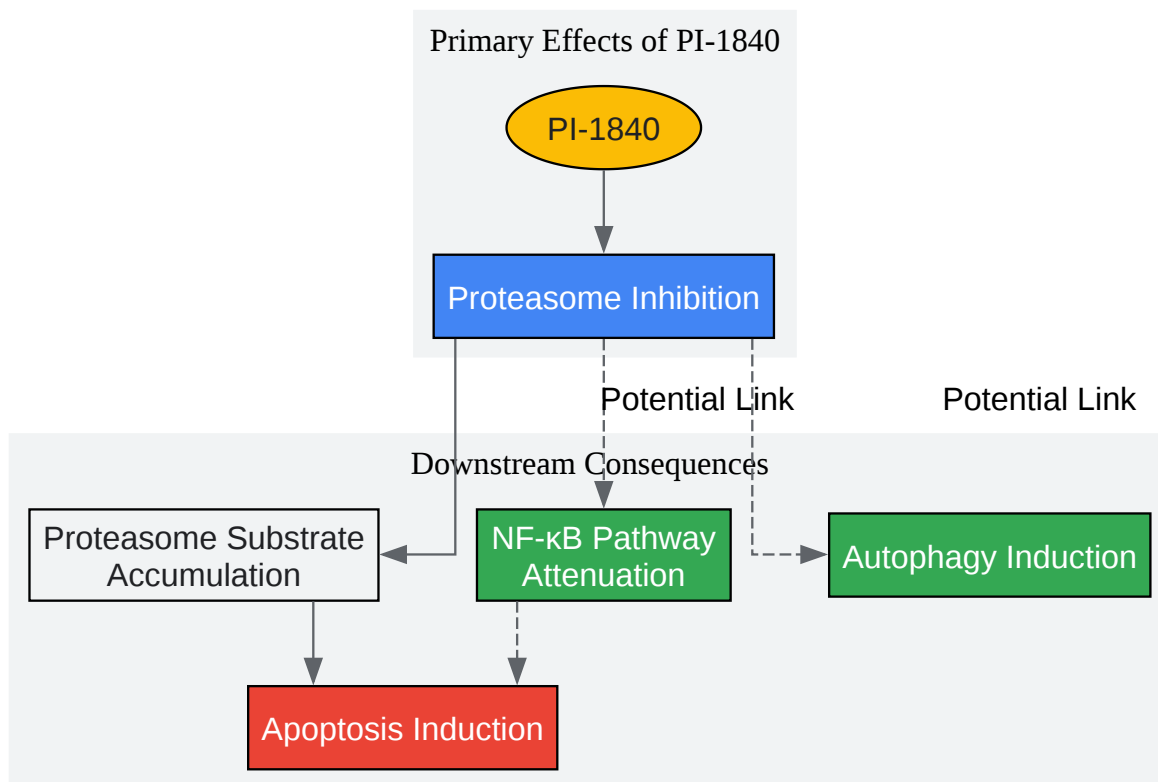 Primary Effects of PI-1840
PI-1840
Proteasome Inhibition
Potential Link
Potential Link
Downstream Consequences
Proteasome Substrate
Accumulation
NF-κB Pathway
Attenuation
Autophagy Induction
Apoptosis Induction